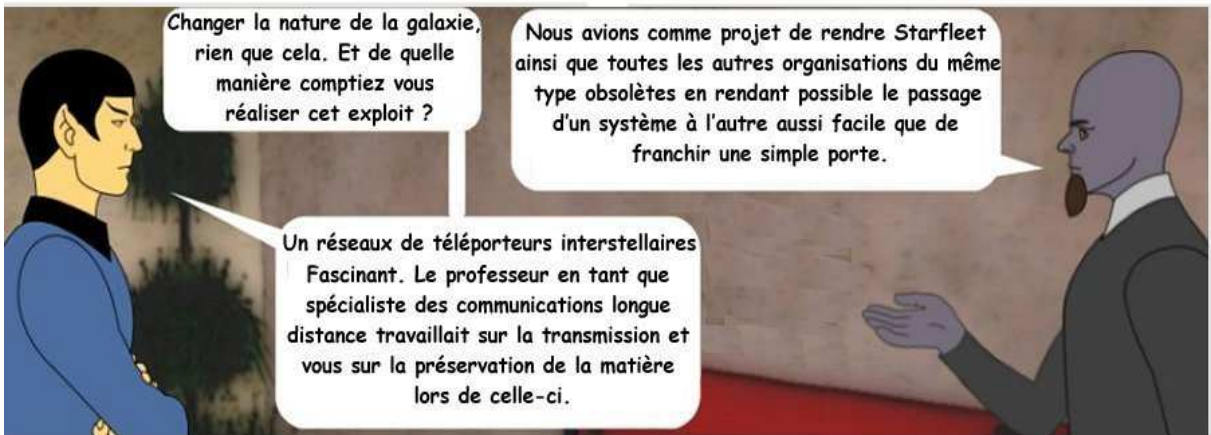 Changer la nature de la galaxie,
rien que cela. Et de quelle
manière comptiez vous
réaliser cet exploit ?
Nous avions comme projet de rendre Starfleet
ainsi que toutes les autres organisations du même
type obsolètes en rendant possible le passage
d'un système à l'autre aussi facile que de
franchir une simple porte.
Un réseaux de téléporteurs interstellaires
Fascinant. Le professeur en tant que
spécialiste des communications longue
distance travaillait sur la transmission et
vous sur la préservation de la matière
lors de celle-ci.